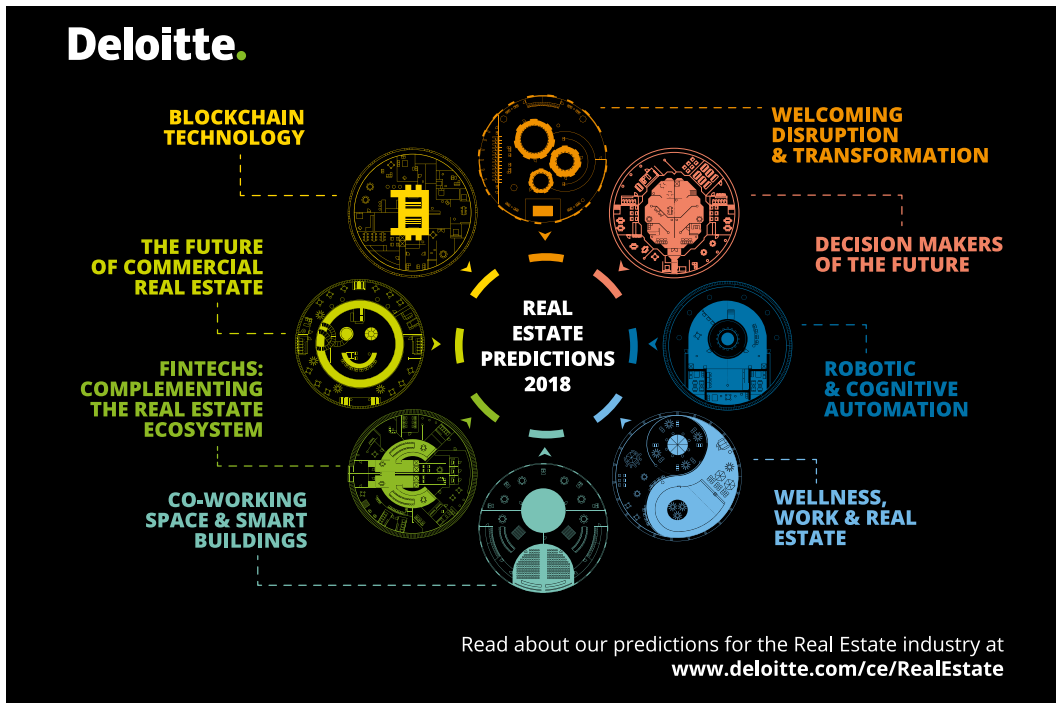 Deloitte.
BLOCKCHAIN
TECHNOLOGY
WELCOMING
DISRUPTION
& TRANSFORMATION
THE FUTURE
OF COMMERCIAL
REAL ESTATE
DECISION MAKERS
OF THE FUTURE
REAL
ESTATE
PREDICTIONS
2018
FINTECHS:
COMPLEMENTING
THE REAL ESTATE
ECOSYSTEM
ROBOTIC
& COGNITIVE
AUTOMATION
CO-WORKING
SPACE & SMART
BUILDINGS
WELLNESS,
WORK & REAL
ESTATE
Read about our predictions for the Real Estate industry at
www.deloitte.com/ce/RealEstate